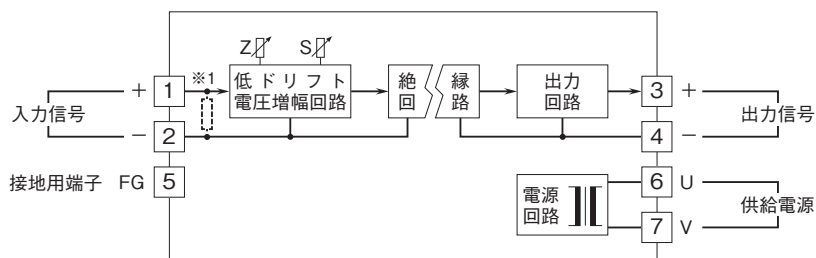 Z S
※1
+ 1 低ドリフト 電圧増幅回路 絶縁 回路 出力 回路 3 +
入力信号 出力信号
− 2 4 −
接地用端子 FG 5
電源 回路
6 U
供給電源
7 V